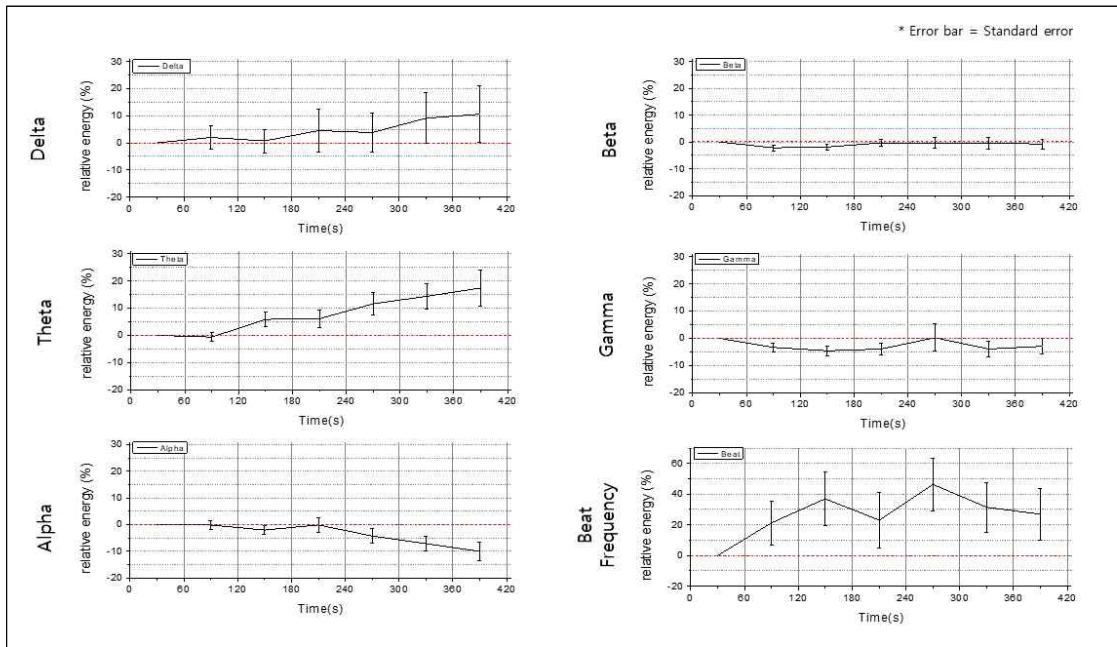 * Error bar = Standard error
Delta
relative energy (%)
30
20
10
0
-10
-20
Delta
0 60 120 180 240 300 360 420
Time(s)
Theta
relative energy (%)
30
20
10
0
-10
-20
Theta
0 60 120 180 240 300 360 420
Time(s)
Alpha
relative energy (%)
30
20
10
0
-10
-20
Alpha
0 60 120 180 240 300 360 420
Time(s)
Beta
relative energy (%)
30
20
10
0
-10
-20
Beta
0 60 120 180 240 300 360 420
Time(s)
Gamma
relative energy (%)
30
20
10
0
-10
-20
Gamma
0 60 120 180 240 300 360 420
Time(s)
Beat
Frequency
relative energy (%)
60
40
20
0
-20
Beat
0 60 120 180 240 300 360 420
Time(s)